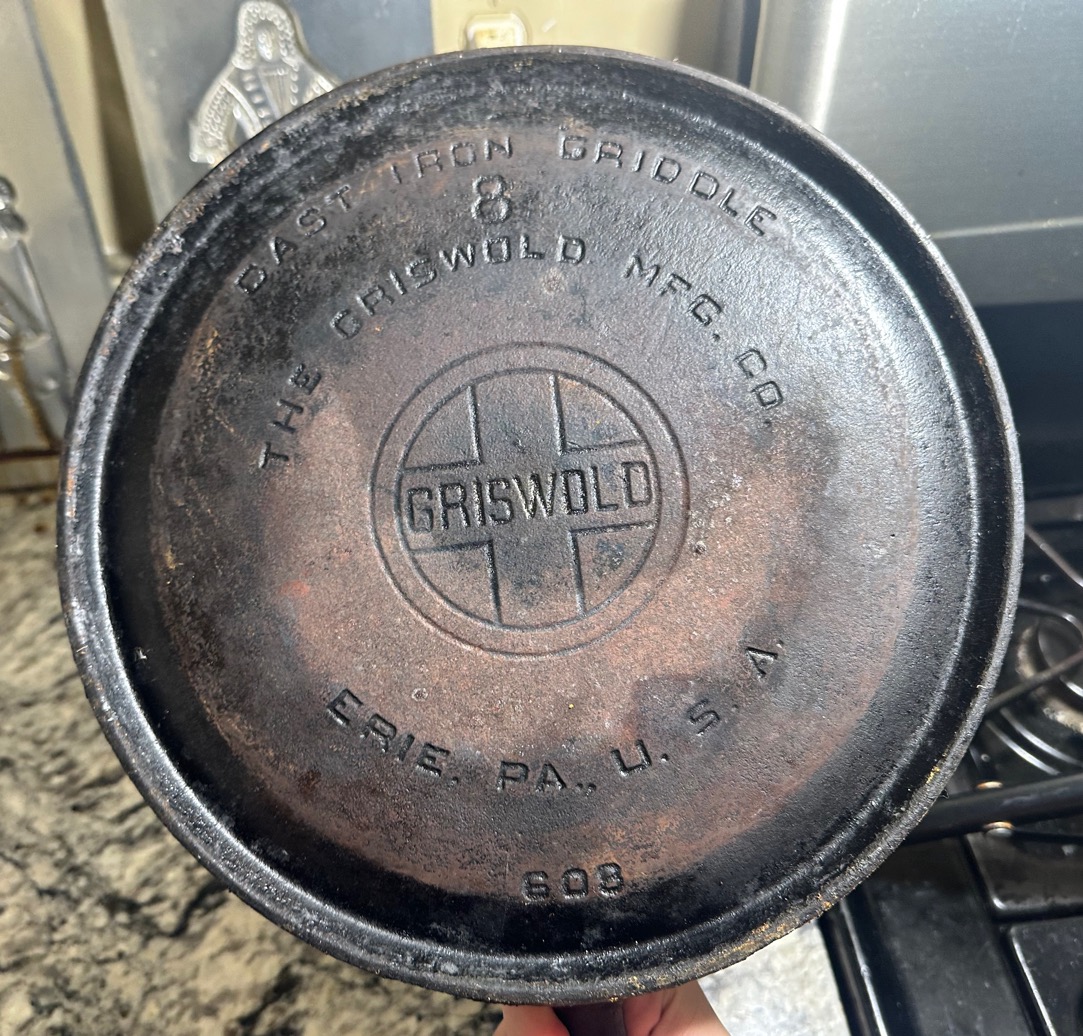 CAST IRON GRIDDLE
8
THE GRISWOLD MFG. CO.
GRISWOLD
ERIE, PA., U. S. A.
608